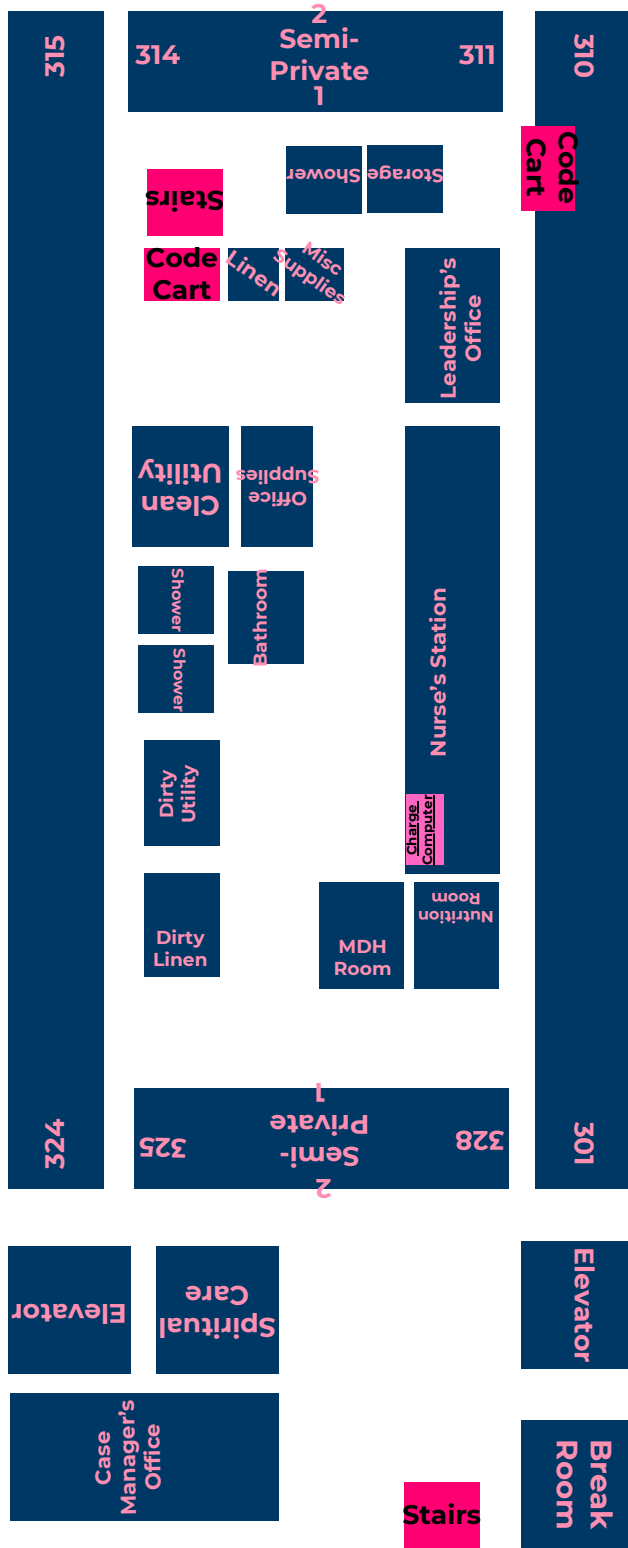 315
314
2
Semi-
Private
1
311
310
Stairs
Shower
Storage
Code
Cart
Code
Cart
Linen
Misc
Supplies
Leadership's
Office
Clean
Utility
Office
Supplies
Shower
Bathroom
Shower
Nurse's Station
Dirty
Utility
Charge
Computer
Dirty
Linen
MDH
Room
Nutrition
Room
324
325
2
Semi-
Private
1
328
301
Elevator
Spiritual
Care
Elevator
Case
Manager's
Office
Stairs
Break
Room